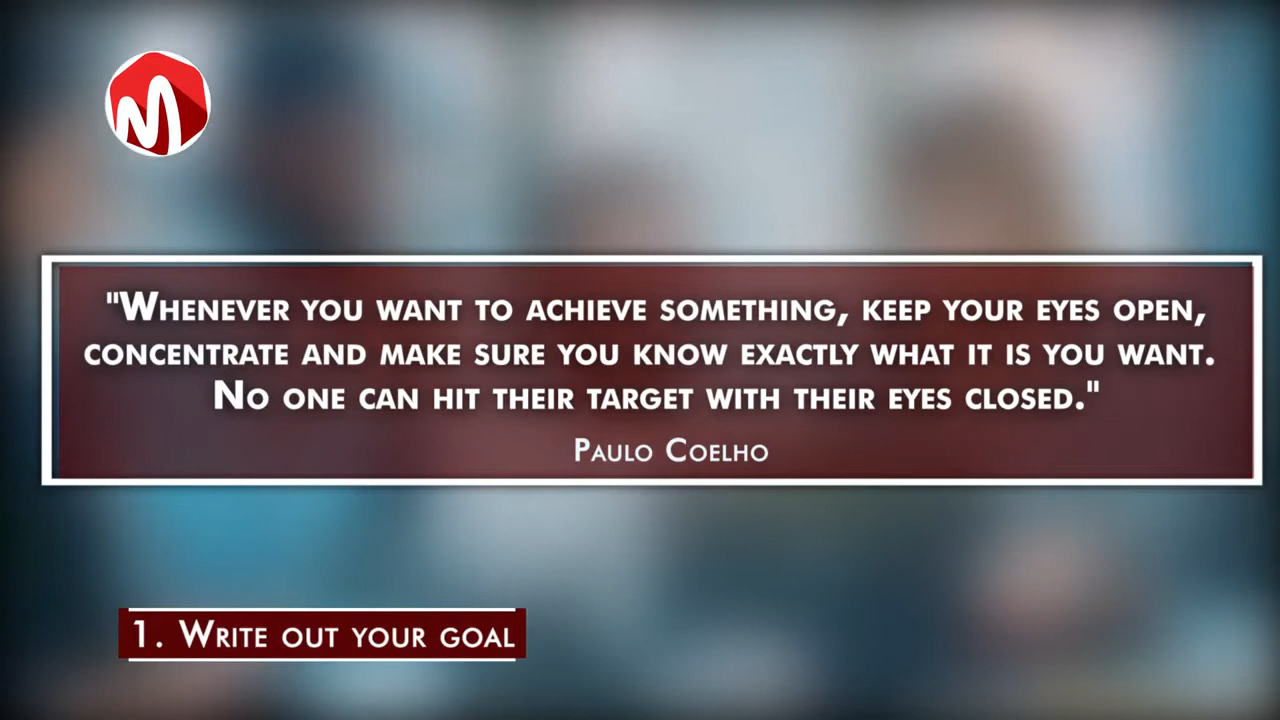 "Whenever you want to achieve something, keep your eyes open,
concentrate and make sure you know exactly what it is you want.
No one can hit their target with their eyes closed."
Paulo Coelho
1. Write out your goal